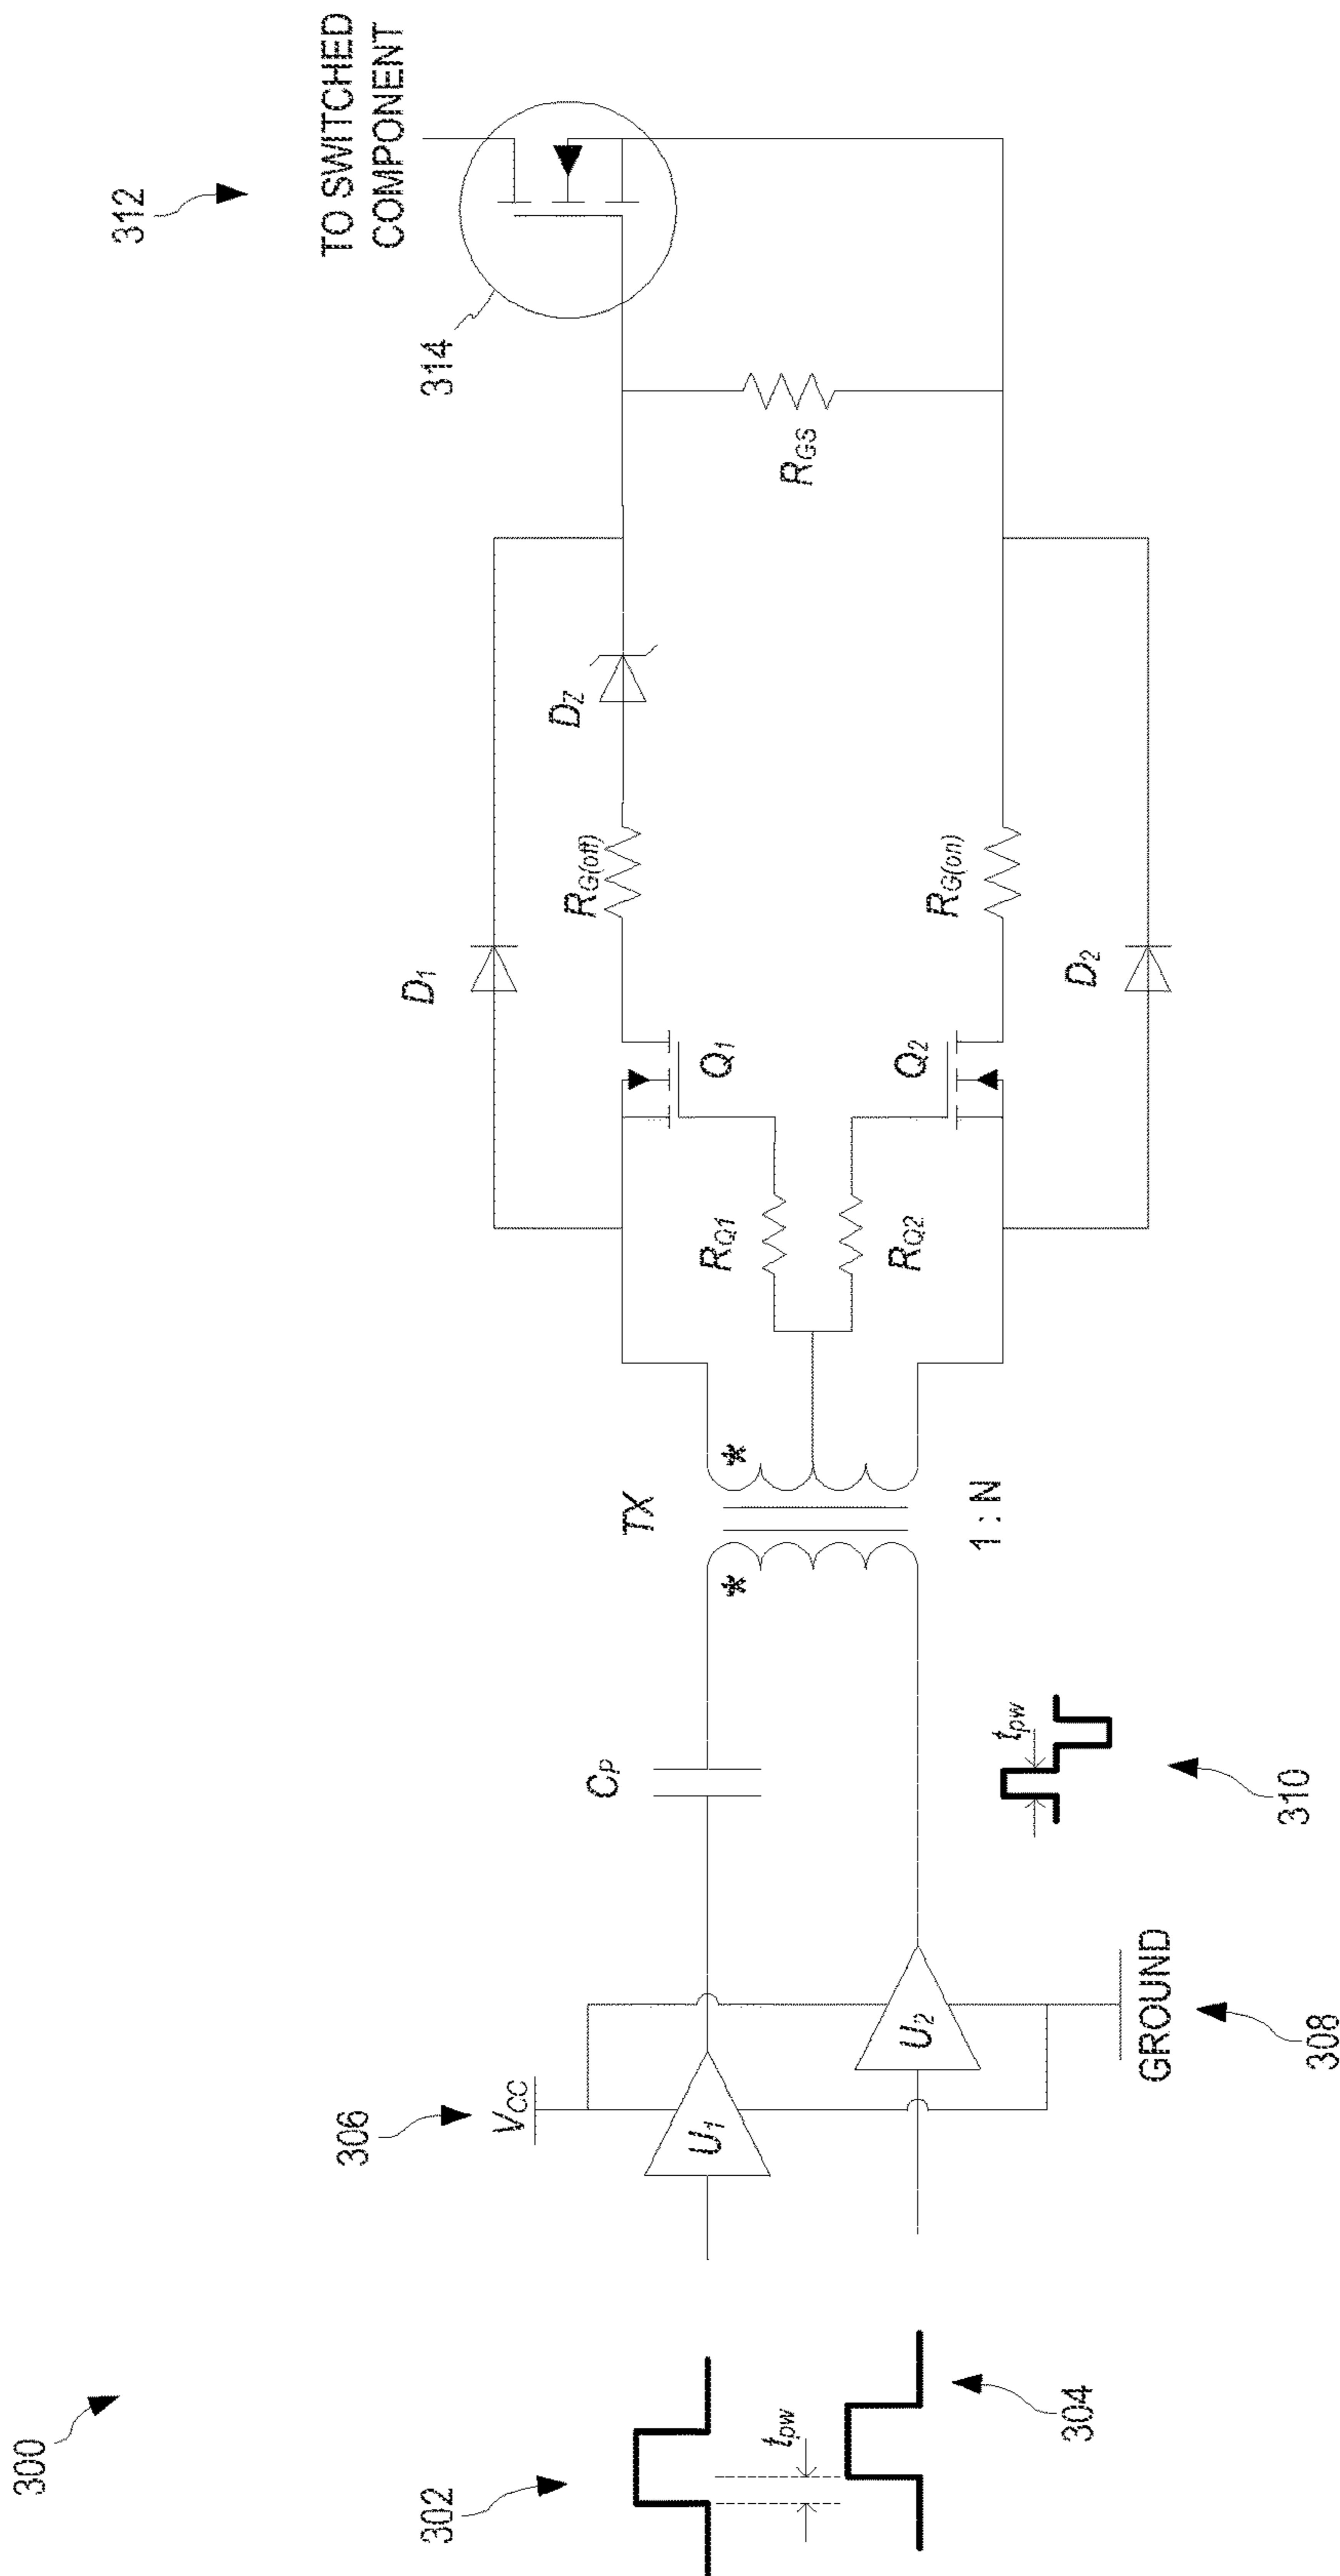 300
302
304
t_pw
306
V_CC
U_1
U_2
GROUND
308
C_P
t_pw
310
TX
*
*
1 : N
R_Q1
R_Q2
Q_1
Q_2
D_1
D_2
R_G(off)
R_G(on)
D_Z
R_GS
314
312
TO SWITCHED
COMPONENT